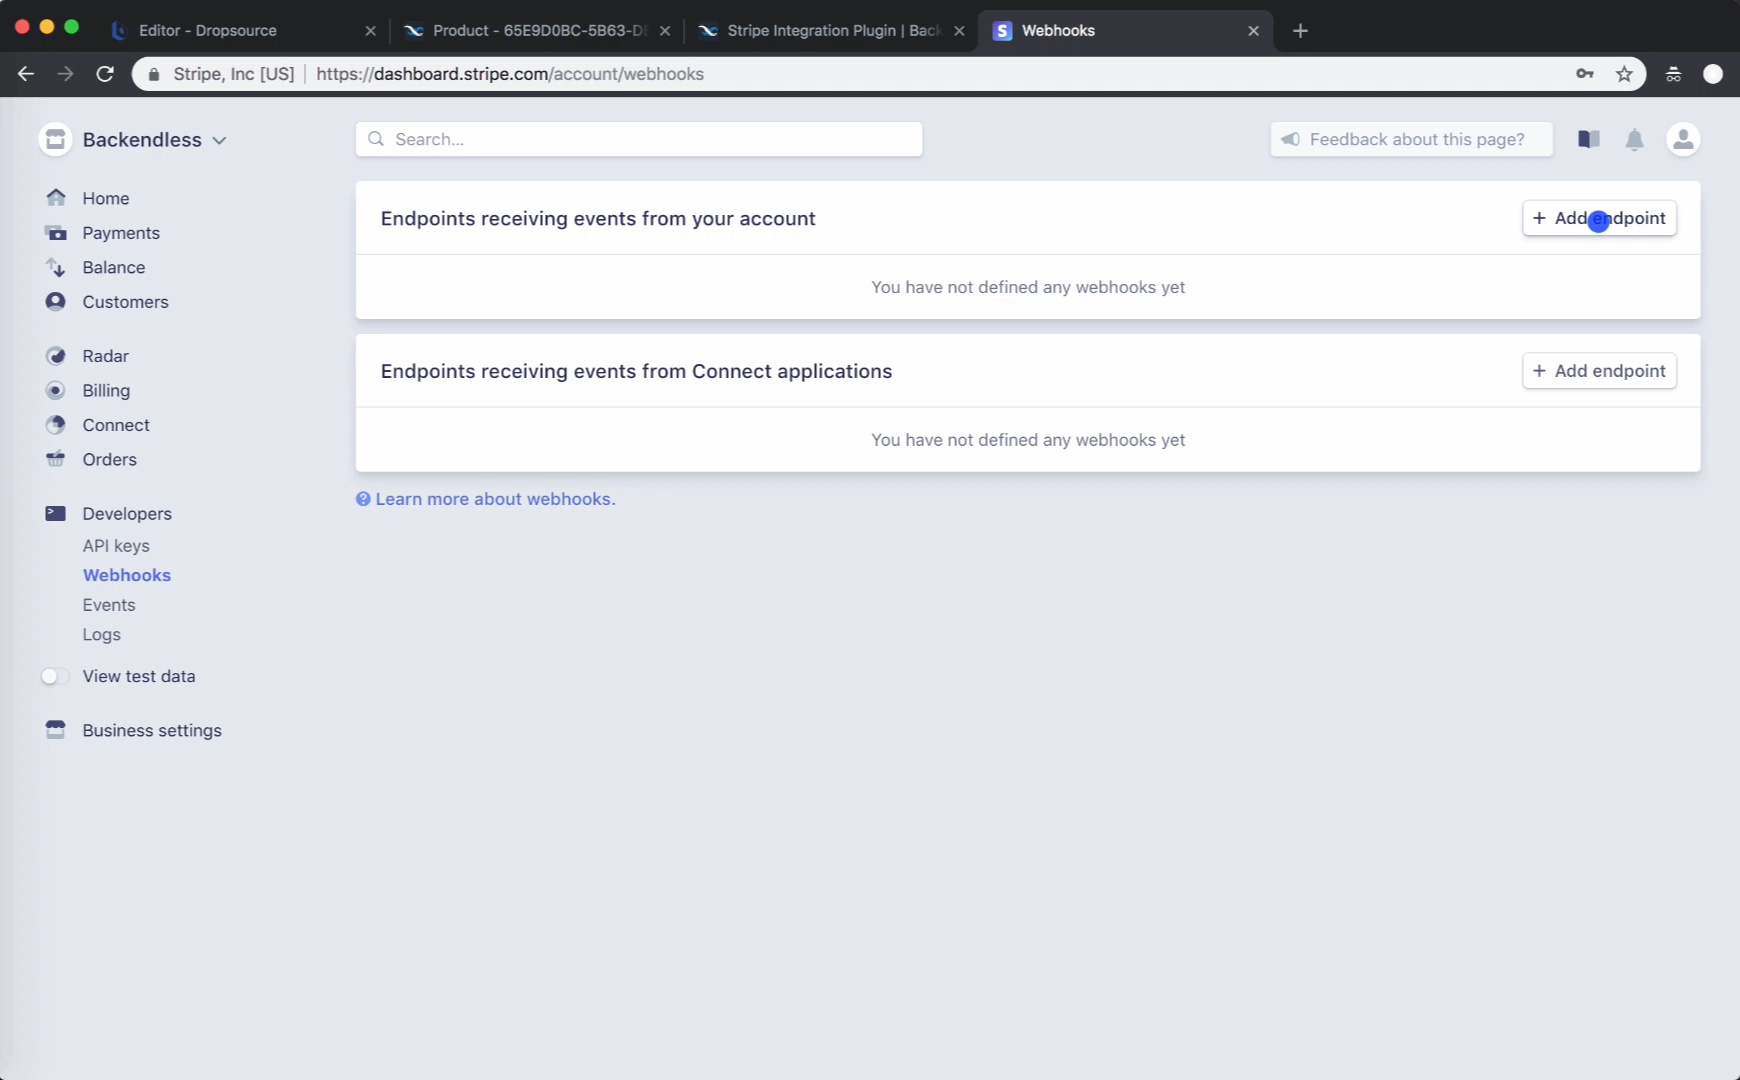 Editor - Dropsource
Product - 65E9D0BC-5B63-D
Stripe Integration Plugin | Back
Webhooks
Stripe, Inc [US]
https://dashboard.stripe.com/account/webhooks
Backendless
Search...
Feedback about this page?
Home
Payments
Balance
Customers
Radar
Billing
Connect
Orders
Developers
API keys
Webhooks
Events
Logs
View test data
Business settings
Endpoints receiving events from your account
+ Add endpoint
You have not defined any webhooks yet
Endpoints receiving events from Connect applications
+ Add endpoint
You have not defined any webhooks yet
Learn more about webhooks.